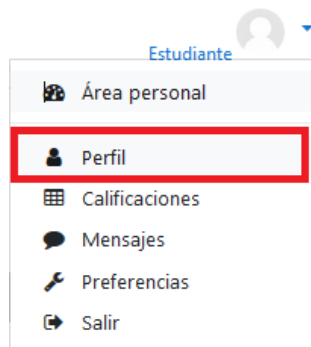 Estudiante
Área personal
Perfil
Calificaciones
Mensajes
Preferencias
Salir